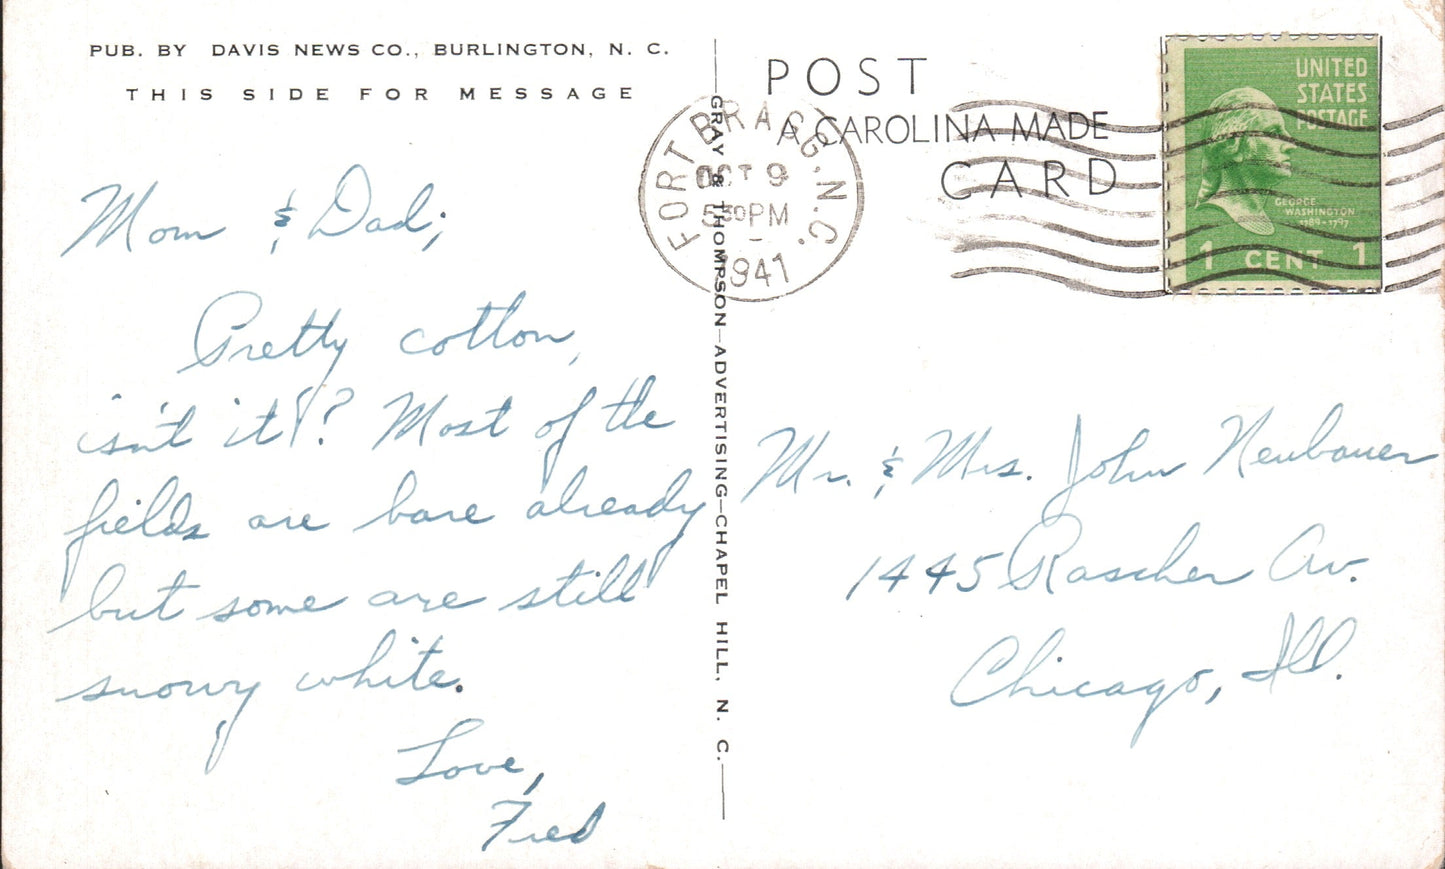 PUB. BY DAVIS NEWS CO., BURLINGTON, N. C.
THIS SIDE FOR MESSAGE
Mom & Dad;
Pretty cotton,
isn't it!? Most of the
fields are bare already
but some are still
snowy white.
Love,
Fred
GRAY & THOMPSON—ADVERTISING—CHAPEL HILL, N. C.
POST
A CAROLINA MADE
CARD
FORT BRAGG, N.C.
OCT 9
530 PM
1941
UNITED
STATES
POSTAGE
GEORGE
WASHINGTON
1789-1797
1 CENT 1
Mr. & Mrs. John Neubauer
1445 Rascher Av.
Chicago, Ill.